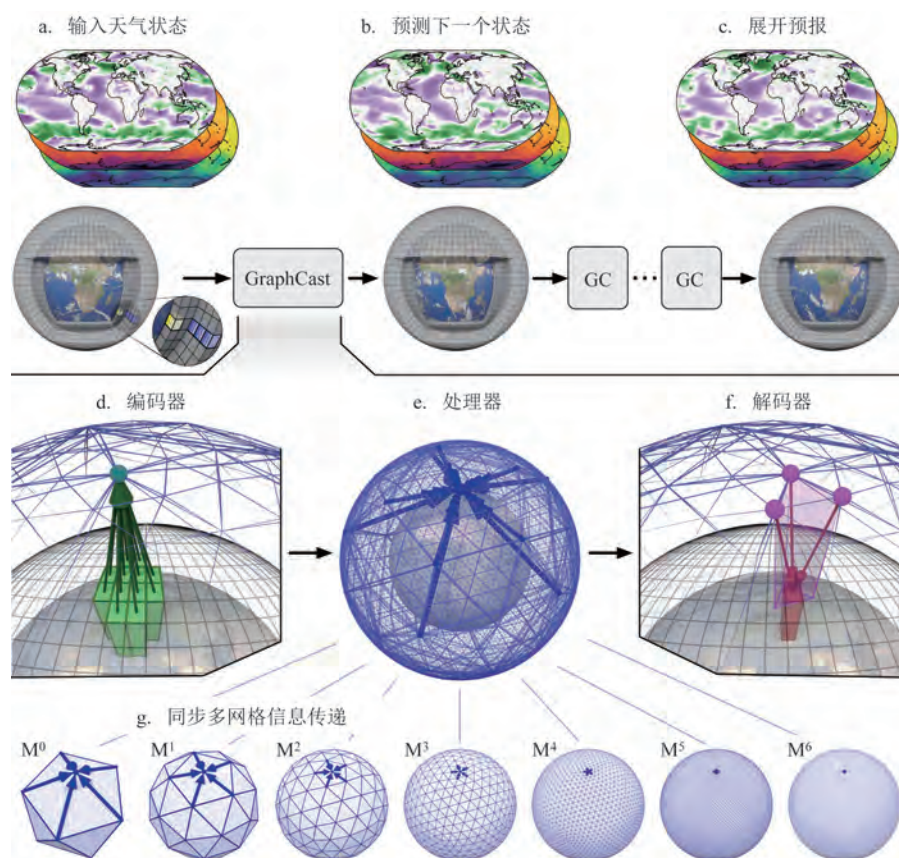 a. 输入天气状态
b. 预测下一个状态
c. 展开预报
GraphCast
GC
···
GC
d. 编码器
e. 处理器
f. 解码器
g. 同步多网格信息传递
M⁰
M¹
M²
M³
M⁴
M⁵
M⁶